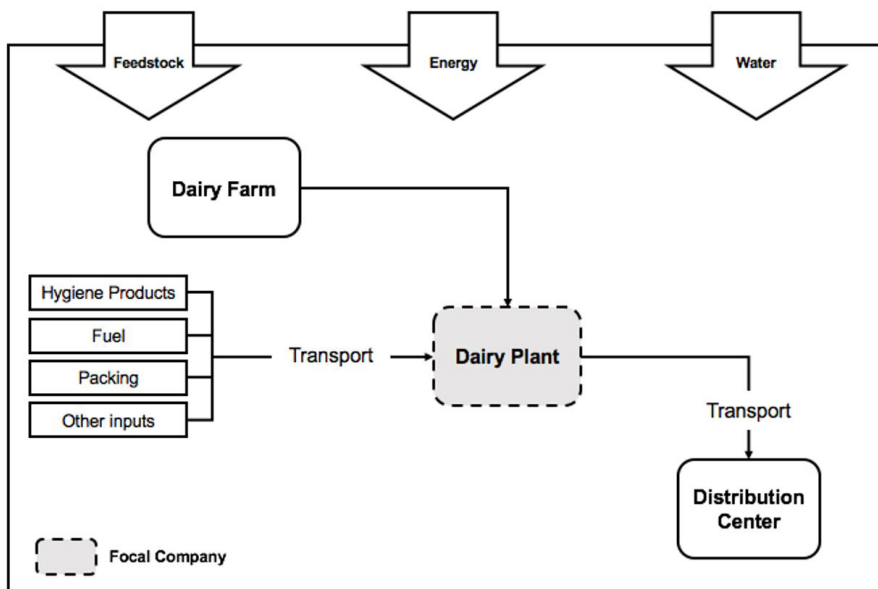 Feedstock
Energy
Water
Dairy Farm
Hygiene Products
Fuel
Packing
Other inputs
Transport
Dairy Plant
Transport
Distribution
Center
Focal Company